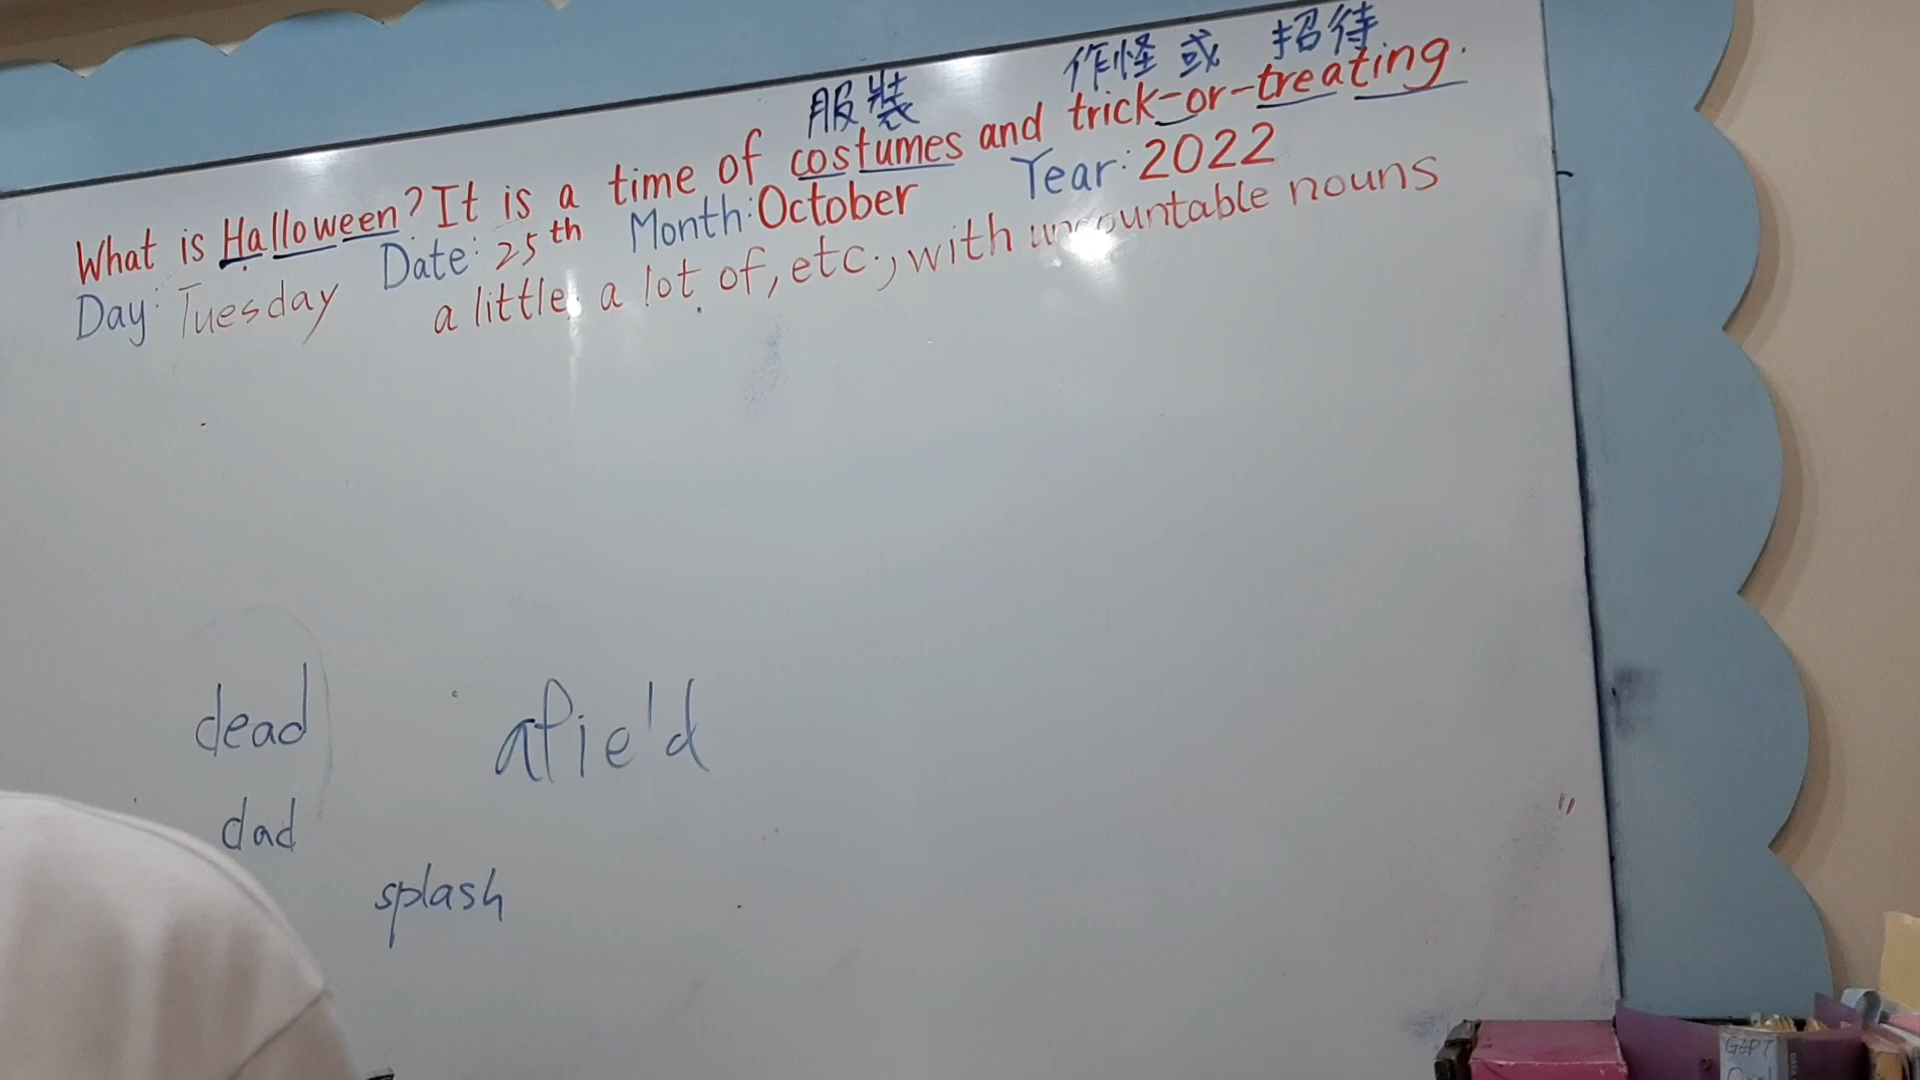 服裝 作怪 或 招待
What is Halloween? It is a time of costumes and trick-or-treating.
Day: Tuesday Date: 25th Month: October Year: 2022
a little, a lot of, etc., with uncountable nouns
dead afield
dad
splash
GEPT